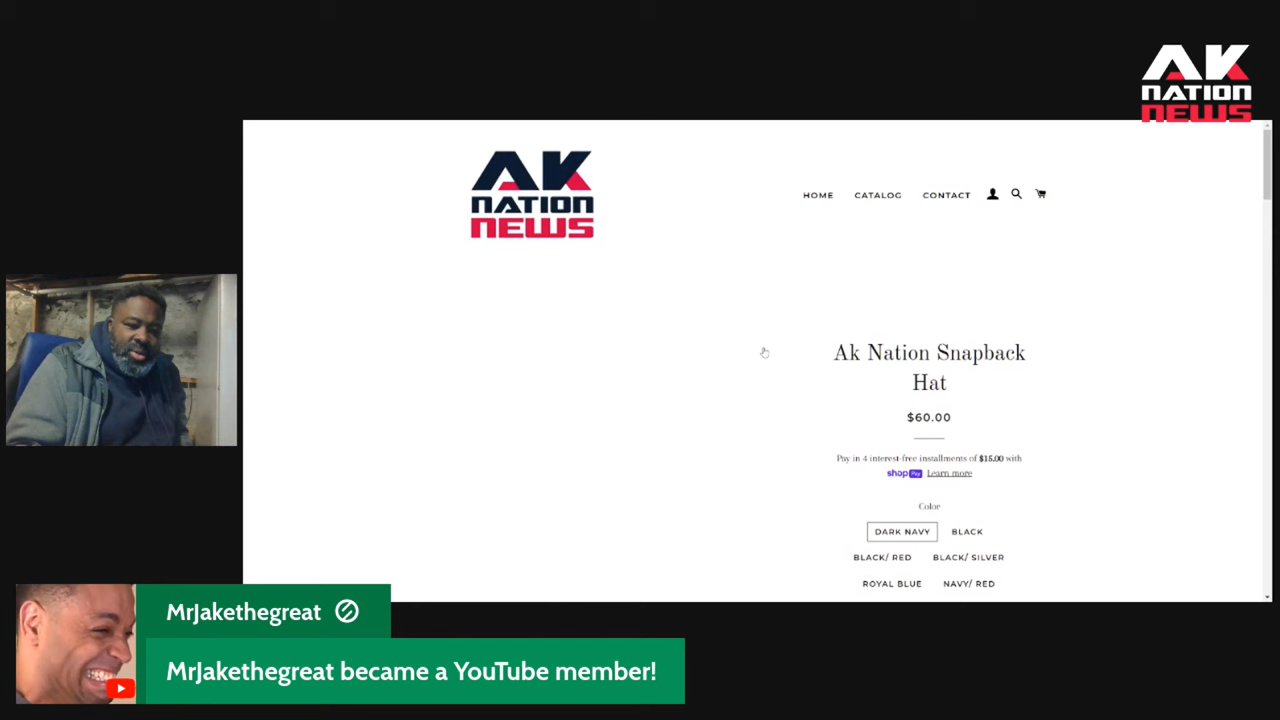 AK
NATION
NEWS
AK
NATION
NEWS
HOME CATALOG CONTACT
Ak Nation Snapback
Hat
$60.00
Pay in 4 interest-free installments of $15.00 with
shop Pay Learn more
Color
DARK NAVY BLACK
BLACK/ RED BLACK/ SILVER
ROYAL BLUE NAVY/ RED
MrJakethegreat
MrJakethegreat became a YouTube member!